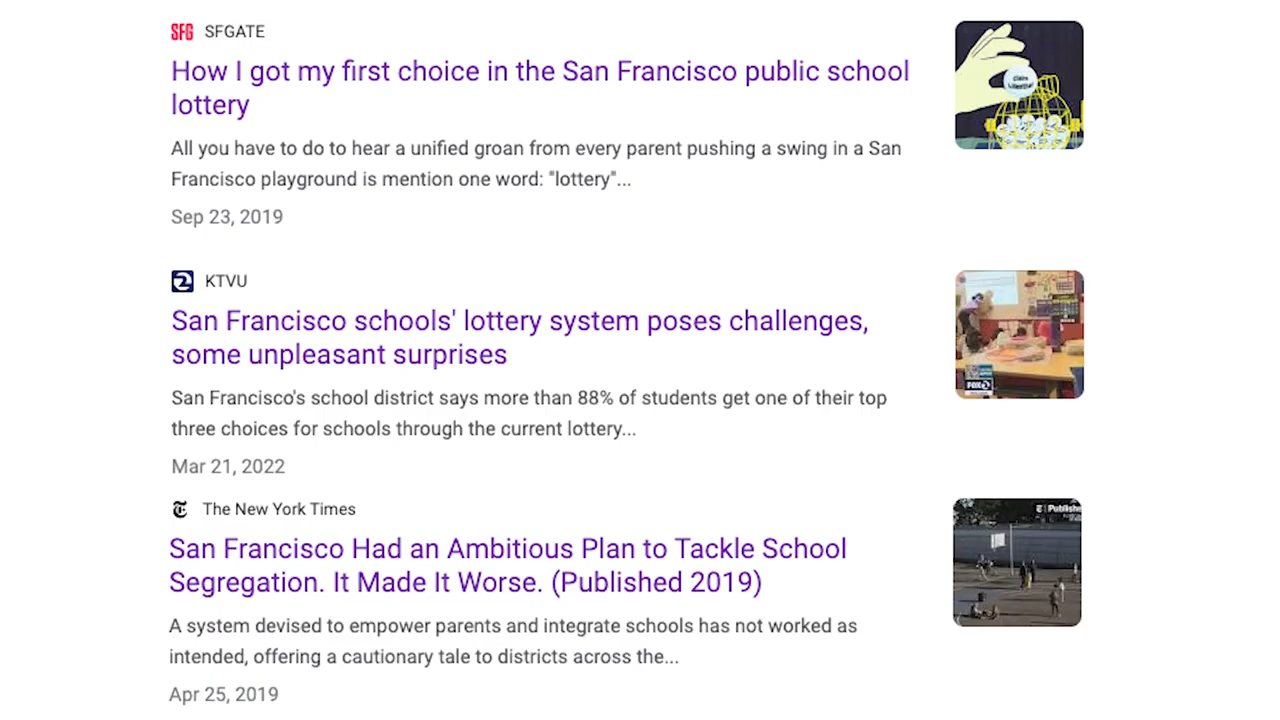 SFG SFGATE
How I got my first choice in the San Francisco public school
lottery
All you have to do to hear a unified groan from every parent pushing a swing in a San
Francisco playground is mention one word: "lottery"...
Sep 23, 2019
claire
lilienthal
2 KTVU
San Francisco schools' lottery system poses challenges,
some unpleasant surprises
San Francisco's school district says more than 88% of students get one of their top
three choices for schools through the current lottery...
Mar 21, 2022
FOX 2
T The New York Times
T | Publishe
San Francisco Had an Ambitious Plan to Tackle School
Segregation. It Made It Worse. (Published 2019)
A system devised to empower parents and integrate schools has not worked as
intended, offering a cautionary tale to districts across the...
Apr 25, 2019